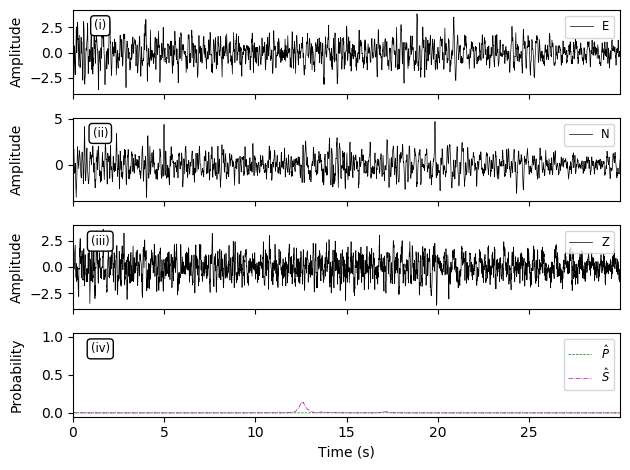 Amplitude
2.5
0.0
−2.5
(i)
E
Amplitude
5
0
(ii)
N
Amplitude
2.5
0.0
−2.5
(iii)
Z
Probability
1.0
0.5
0.0
(iv)
P̂
Ŝ
0 5 10 15 20 25
Time (s)